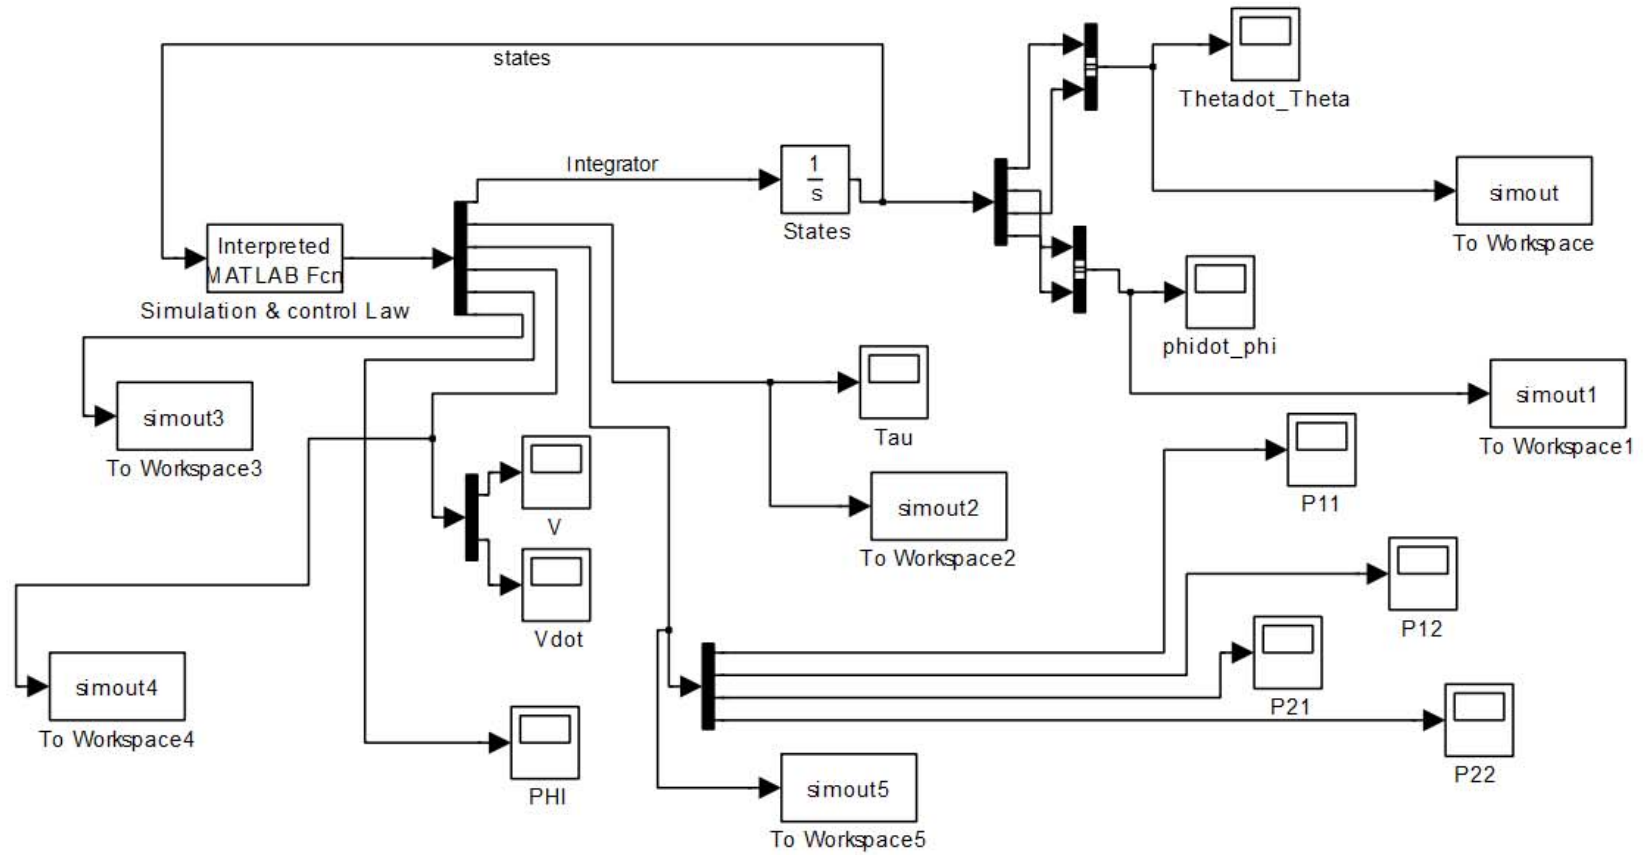 states
Thetadot_Theta
Integrator
1
s
States
simout
To Workspace
Interpreted
MATLAB Fcn
Simulation & control Law
phidot_phi
simout1
To Workspace1
simout3
To Workspace3
Tau
V
simout2
To Workspace2
P11
Vdot
P12
simout4
To Workspace4
P21
P22
PHI
simout5
To Workspace5